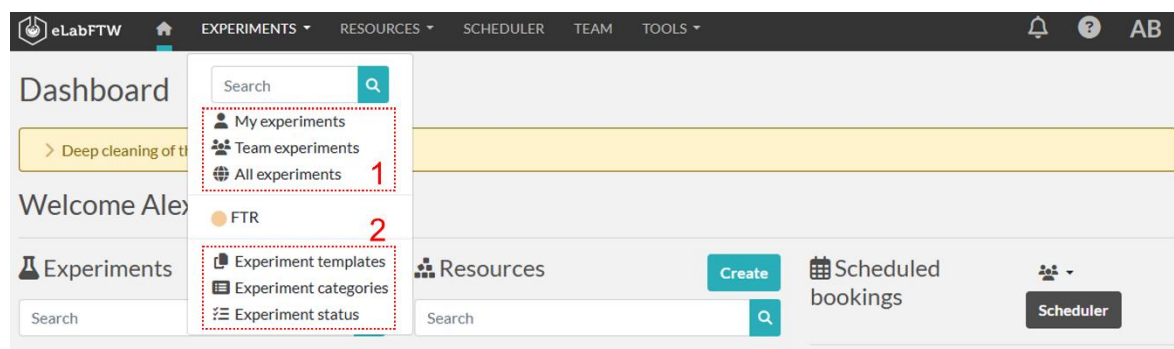 eLabFTW EXPERIMENTS RESOURCES SCHEDULER TEAM TOOLS ? AB
Dashboard
Search
My experiments
Team experiments
All experiments 1
Deep cleaning of
Welcome Alex
FTR
2
Experiment templates
Experiment categories
Experiment status
Experiments
Search
Resources Create
Search
Scheduled
bookings
Scheduler